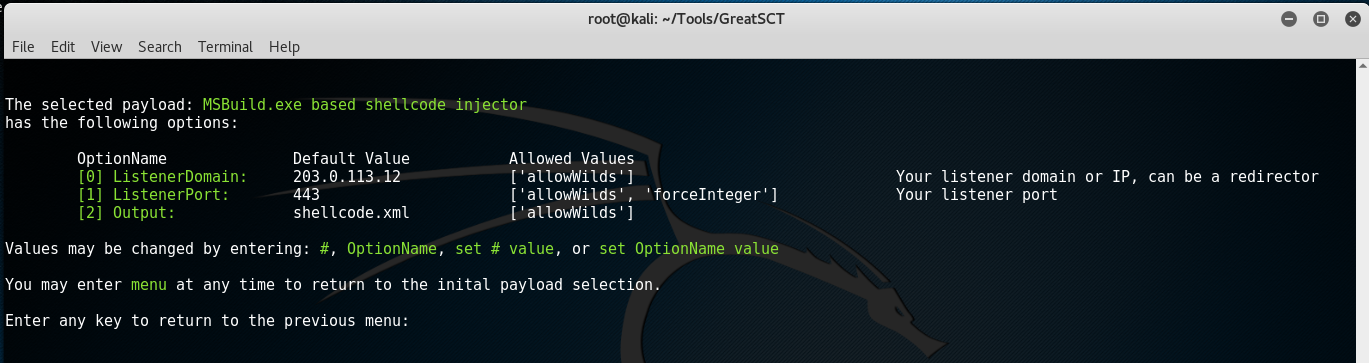 root@kali: ~/Tools/GreatSCT
File Edit View Search Terminal Help
The selected payload: MSBuild.exe based shellcode injector
has the following options:
OptionName Default Value Allowed Values
[0] ListenerDomain: 203.0.113.12 ['allowWilds'] Your listener domain or IP, can be a redirector
[1] ListenerPort: 443 ['allowWilds', 'forceInteger'] Your listener port
[2] Output: shellcode.xml ['allowWilds']
Values may be changed by entering: #, OptionName, set # value, or set OptionName value
You may enter menu at any time to return to the inital payload selection.
Enter any key to return to the previous menu: